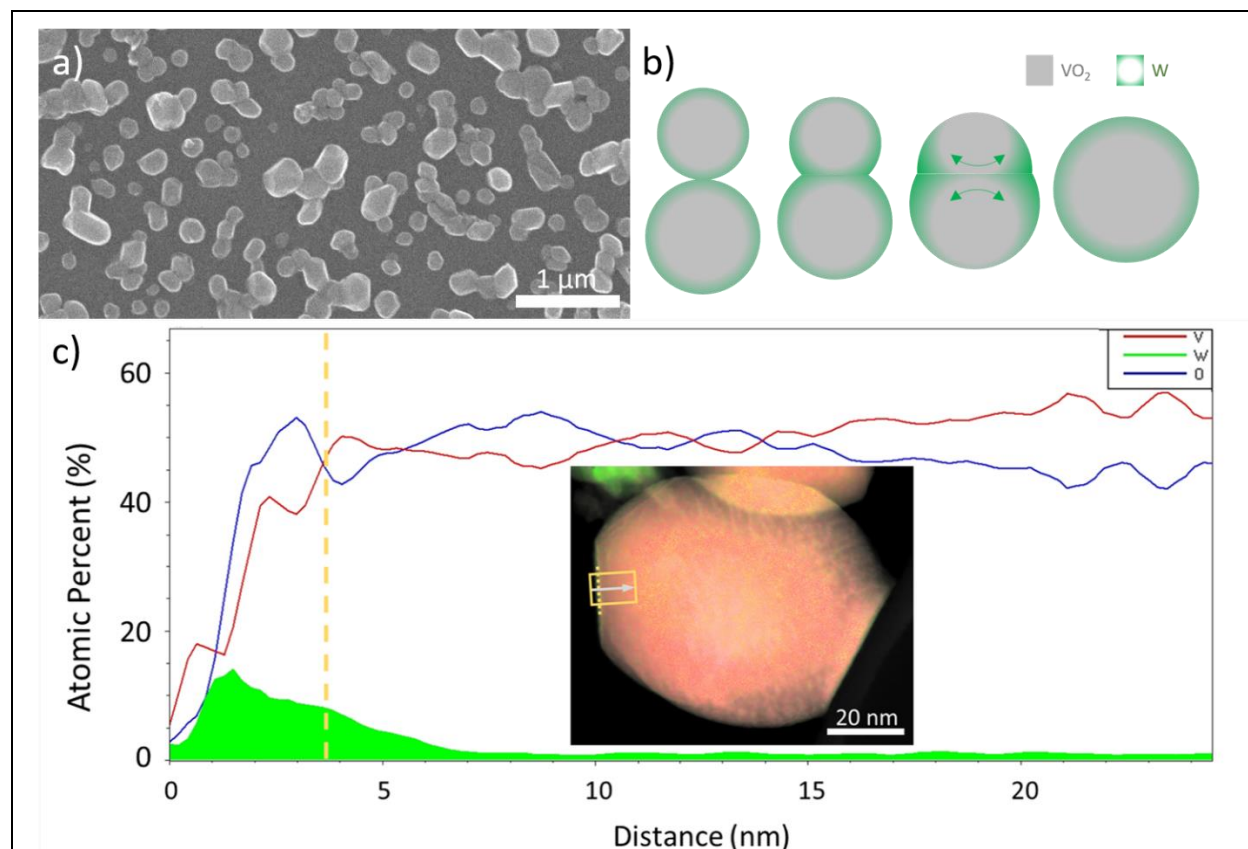 a)
1 µm
b)
VO₂
W
c)
Atomic Percent (%)
60
40
20
0
V
W
O
20 nm
0
5
10
15
20
Distance (nm)